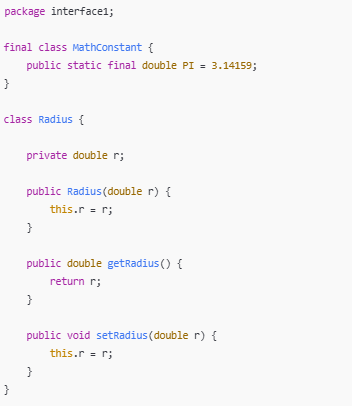 package interface1;
final class MathConstant {
    public static final double PI = 3.14159;
}
class Radius {
    private double r;
    public Radius(double r) {
        this.r = r;
    }
    public double getRadius() {
        return r;
    }
    public void setRadius(double r) {
        this.r = r;
    }
}